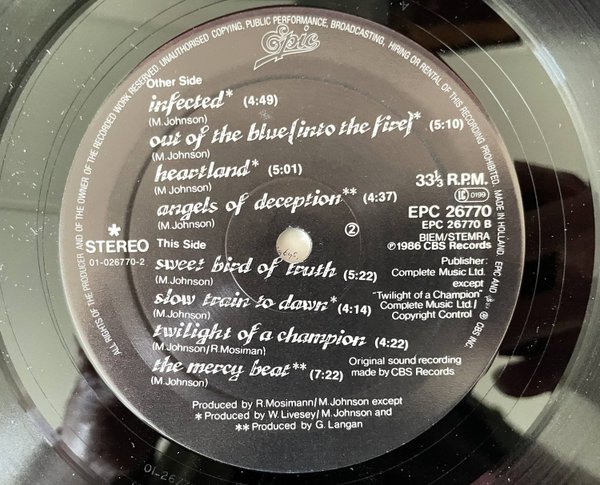 ALL RIGHTS OF THE PRODUCER AND OF THE OWNER OF THE RECORDED WORK RESERVED. UNAUTHORISED COPYING, PUBLIC PERFORMANCE, BROADCASTING, HIRING OR RENTAL OF THIS RECORDING PROHIBITED. MADE IN HOLLAND. EPIC AND ARE CBS INC
Epic
Other Side
infected* (4:49)
(M.Johnson)
out of the blue [into the fire]* (5:10)
(M.Johnson)
heartland* (5:01)
(M.Johnson)
angels of deception** (4:37)
(M.Johnson)
This Side
sweet bird of truth (5:22)
(M.Johnson)
slow train to dawn* (4:14)
(M.Johnson)
twilight of a champion (4:22)
(M.Johnson/R.Mosiman)
the mercy beat** (7:22)
(M.Johnson)
*
STEREO
01-026770-2
2
33⅓ R.P.M.
LC 0199
EPC 26770
EPC 26770 B
BIEM/STEMRA
℗1986 CBS Records
Publisher:
Complete Music Ltd.
except
"Twilight of a Champion"
Complete Music Ltd./
Copyright Control
Original sound recording
made by CBS Records
Produced by R.Mosimann/M.Johnson except
* Produced by W.Livesey/M.Johnson and
** Produced by G.Langan